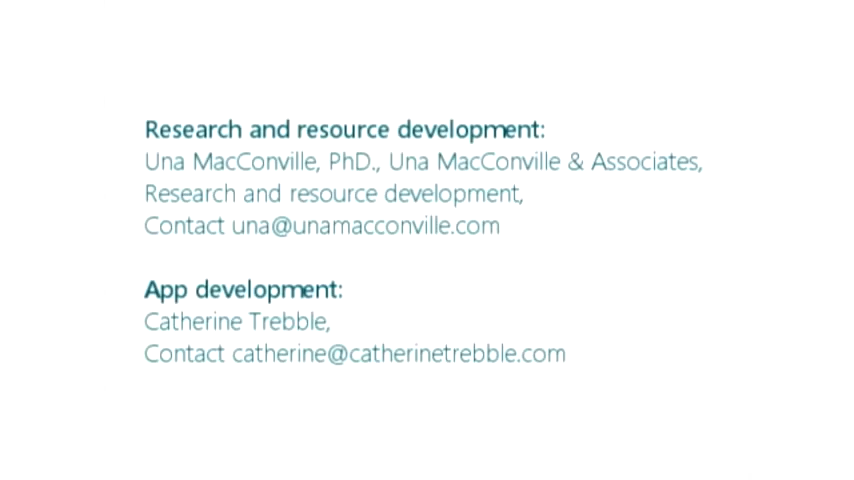 Research and resource development:
Una MacConville, PhD., Una MacConville & Associates,
Research and resource development,
Contact una@unamacconville.com
App development:
Catherine Trebble,
Contact catherine@catherinetrebble.com